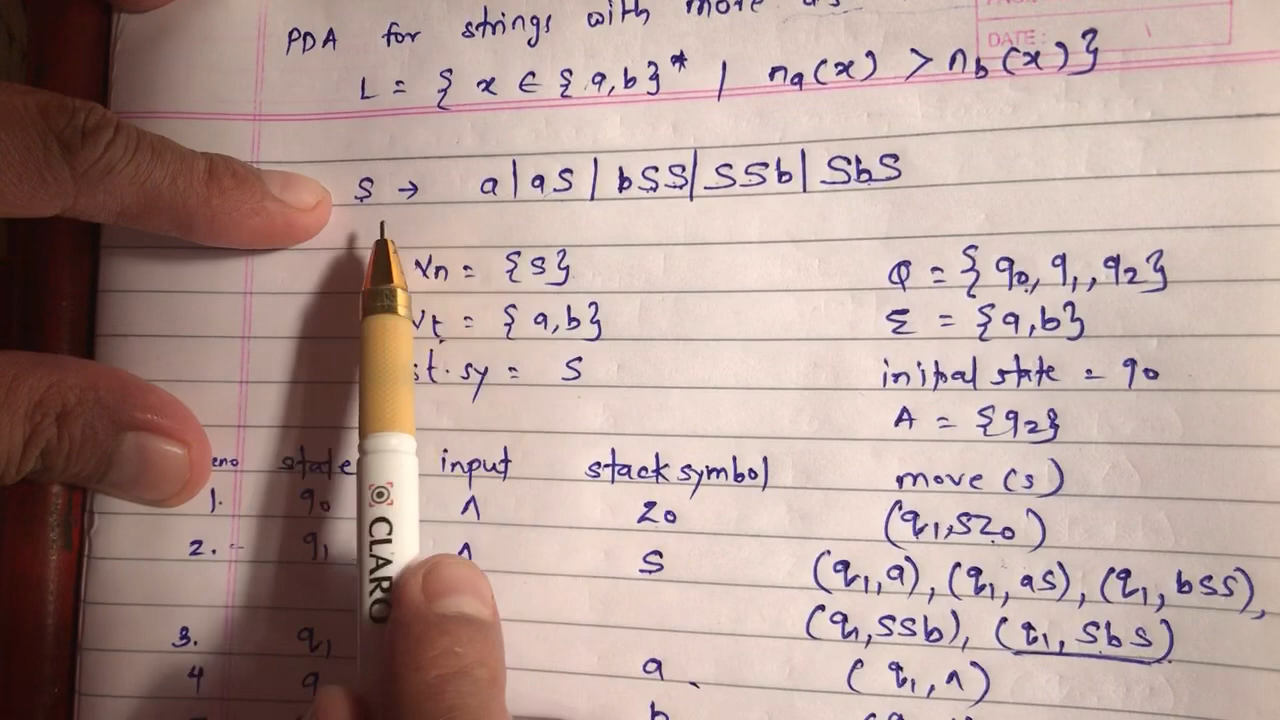 PDA for strings with more a's
DATE:
L = { x ∈ {a,b}* | na(x) > nb(x)}
S → a|aS|bSS|SSb|SbS
Vn = {S}
Q = {q0, q1, q2}
Vt = {a,b}
Σ = {a,b}
st.sy = S
initial state = q0
A = {q2}
state input stack symbol move (s)
1. q0 Λ Z0 (q1,SZ0)
2. q1 Λ S (q1,a), (q1,aS), (q1,bSS),
(q1,SSb), (q1,SbS)
3. q1
4 q a (q1,Λ)
b
CLARO